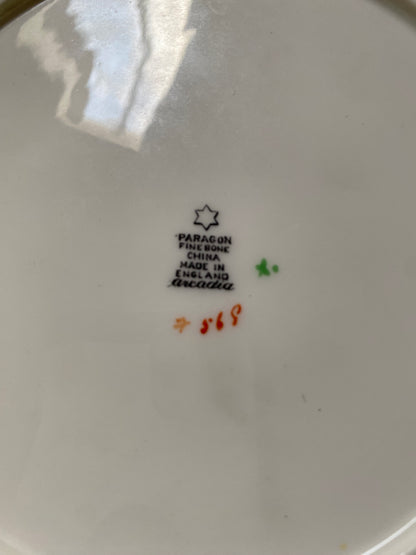 PARAGON
FINE BONE
CHINA
MADE IN
ENGLAND
arcadia